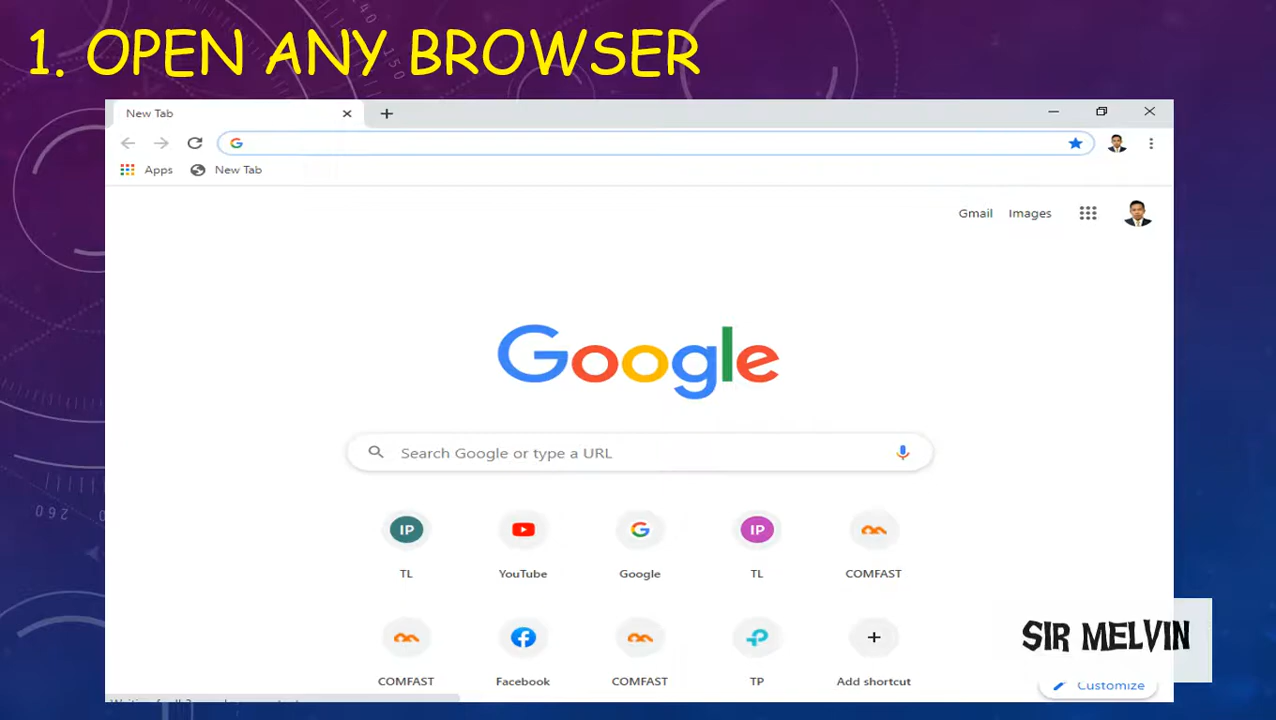 1. OPEN ANY BROWSER
New Tab
Apps New Tab
Gmail Images
Google
Search Google or type a URL
IP IP
TL YouTube Google TL COMFAST
SIR MELVIN
COMFAST Facebook COMFAST TP Add shortcut
Customize